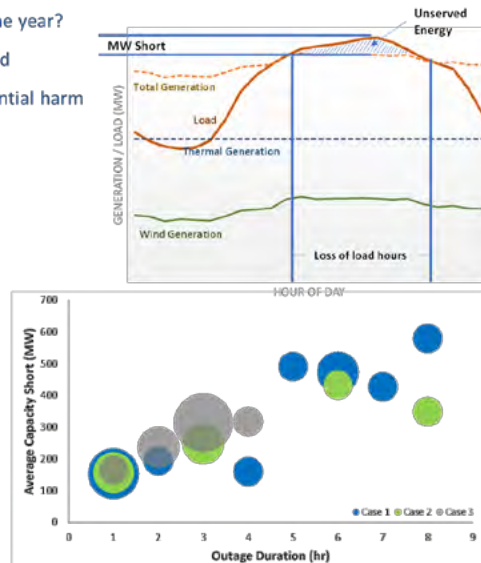 he year?
d
ntial harm
Unserved
Energy
MW Short
Total Generation
Load
Thermal Generation
Wind Generation
Loss of load hours
GENERATION / LOAD (MW)
HOUR OF DAY
700
600
500
400
300
200
100
0
0 1 2 3 4 5 6 7 8 9
Average Capacity Short (MW)
Outage Duration (hr)
Case 1 Case 2 Case 3